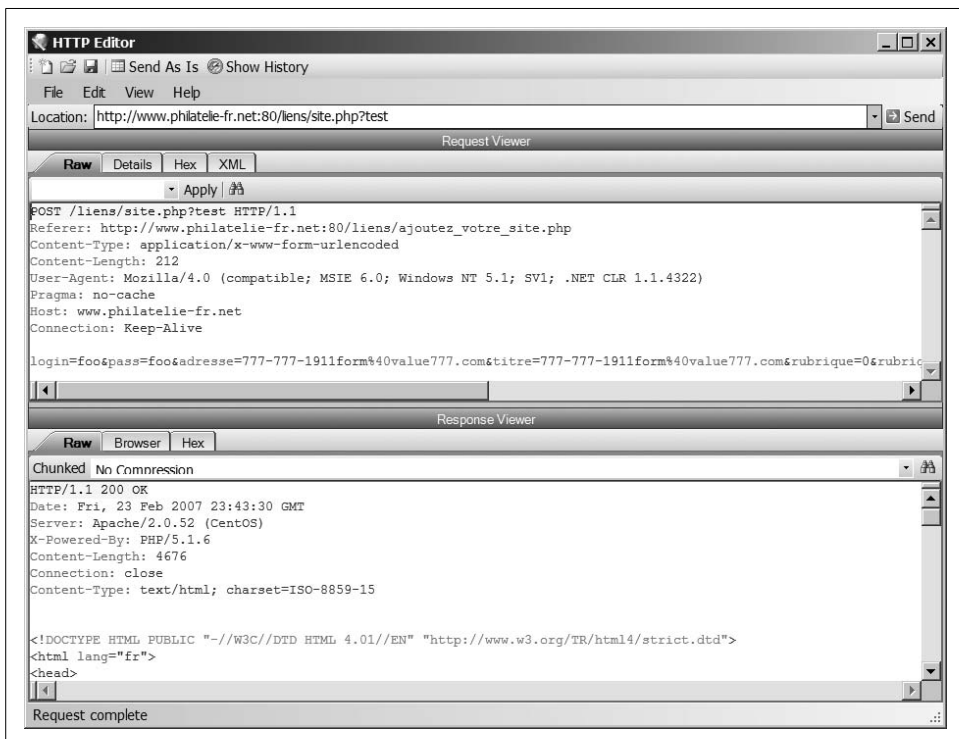 HTTP Editor
Send As Is Show History
File Edit View Help
Location: http://www.philatelie-fr.net:80/liens/site.php?test Send
Request Viewer
Raw Details Hex XML
Apply
POST /liens/site.php?test HTTP/1.1
Referer: http://www.philatelie-fr.net:80/liens/ajoutez_votre_site.php
Content-Type: application/x-www-form-urlencoded
Content-Length: 212
User-Agent: Mozilla/4.0 (compatible; MSIE 6.0; Windows NT 5.1; SV1; .NET CLR 1.1.4322)
Pragma: no-cache
Host: www.philatelie-fr.net
Connection: Keep-Alive
login=foo&pass=foo&adresse=777-777-1911form%40value777.com&titre=777-777-1911form%40value777.com&rubrique=0&rubriq
Response Viewer
Raw Browser Hex
Chunked No Compression
HTTP/1.1 200 OK
Date: Fri, 23 Feb 2007 23:43:30 GMT
Server: Apache/2.0.52 (CentOS)
X-Powered-By: PHP/5.1.6
Content-Length: 4676
Connection: close
Content-Type: text/html; charset=ISO-8859-15
<!DOCTYPE HTML PUBLIC "-//W3C//DTD HTML 4.01//EN" "http://www.w3.org/TR/html4/strict.dtd">
<html lang="fr">
<head>
Request complete